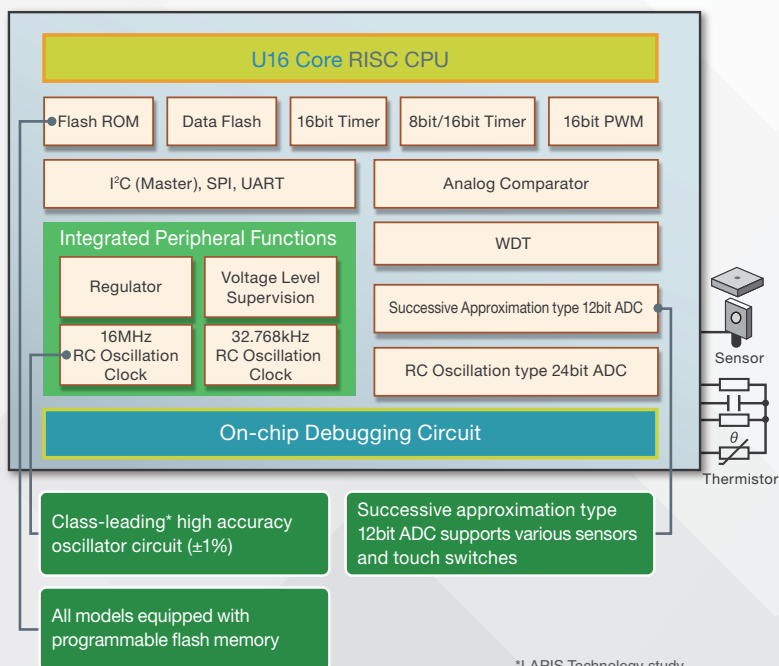 U16 Core RISC CPU
Flash ROM
Data Flash
16bit Timer
8bit/16bit Timer
16bit PWM
I²C (Master), SPI, UART
Analog Comparator
Integrated Peripheral Functions
Regulator
Voltage Level
Supervision
16MHz
RC Oscillation
Clock
32.768kHz
RC Oscillation
Clock
WDT
Successive Approximation type 12bit ADC
RC Oscillation type 24bit ADC
On-chip Debugging Circuit
Sensor
θ
Thermistor
Class-leading* high accuracy
oscillator circuit (±1%)
Successive approximation type
12bit ADC supports various sensors
and touch switches
All models equipped with
programmable flash memory
*LAPIS Technology study